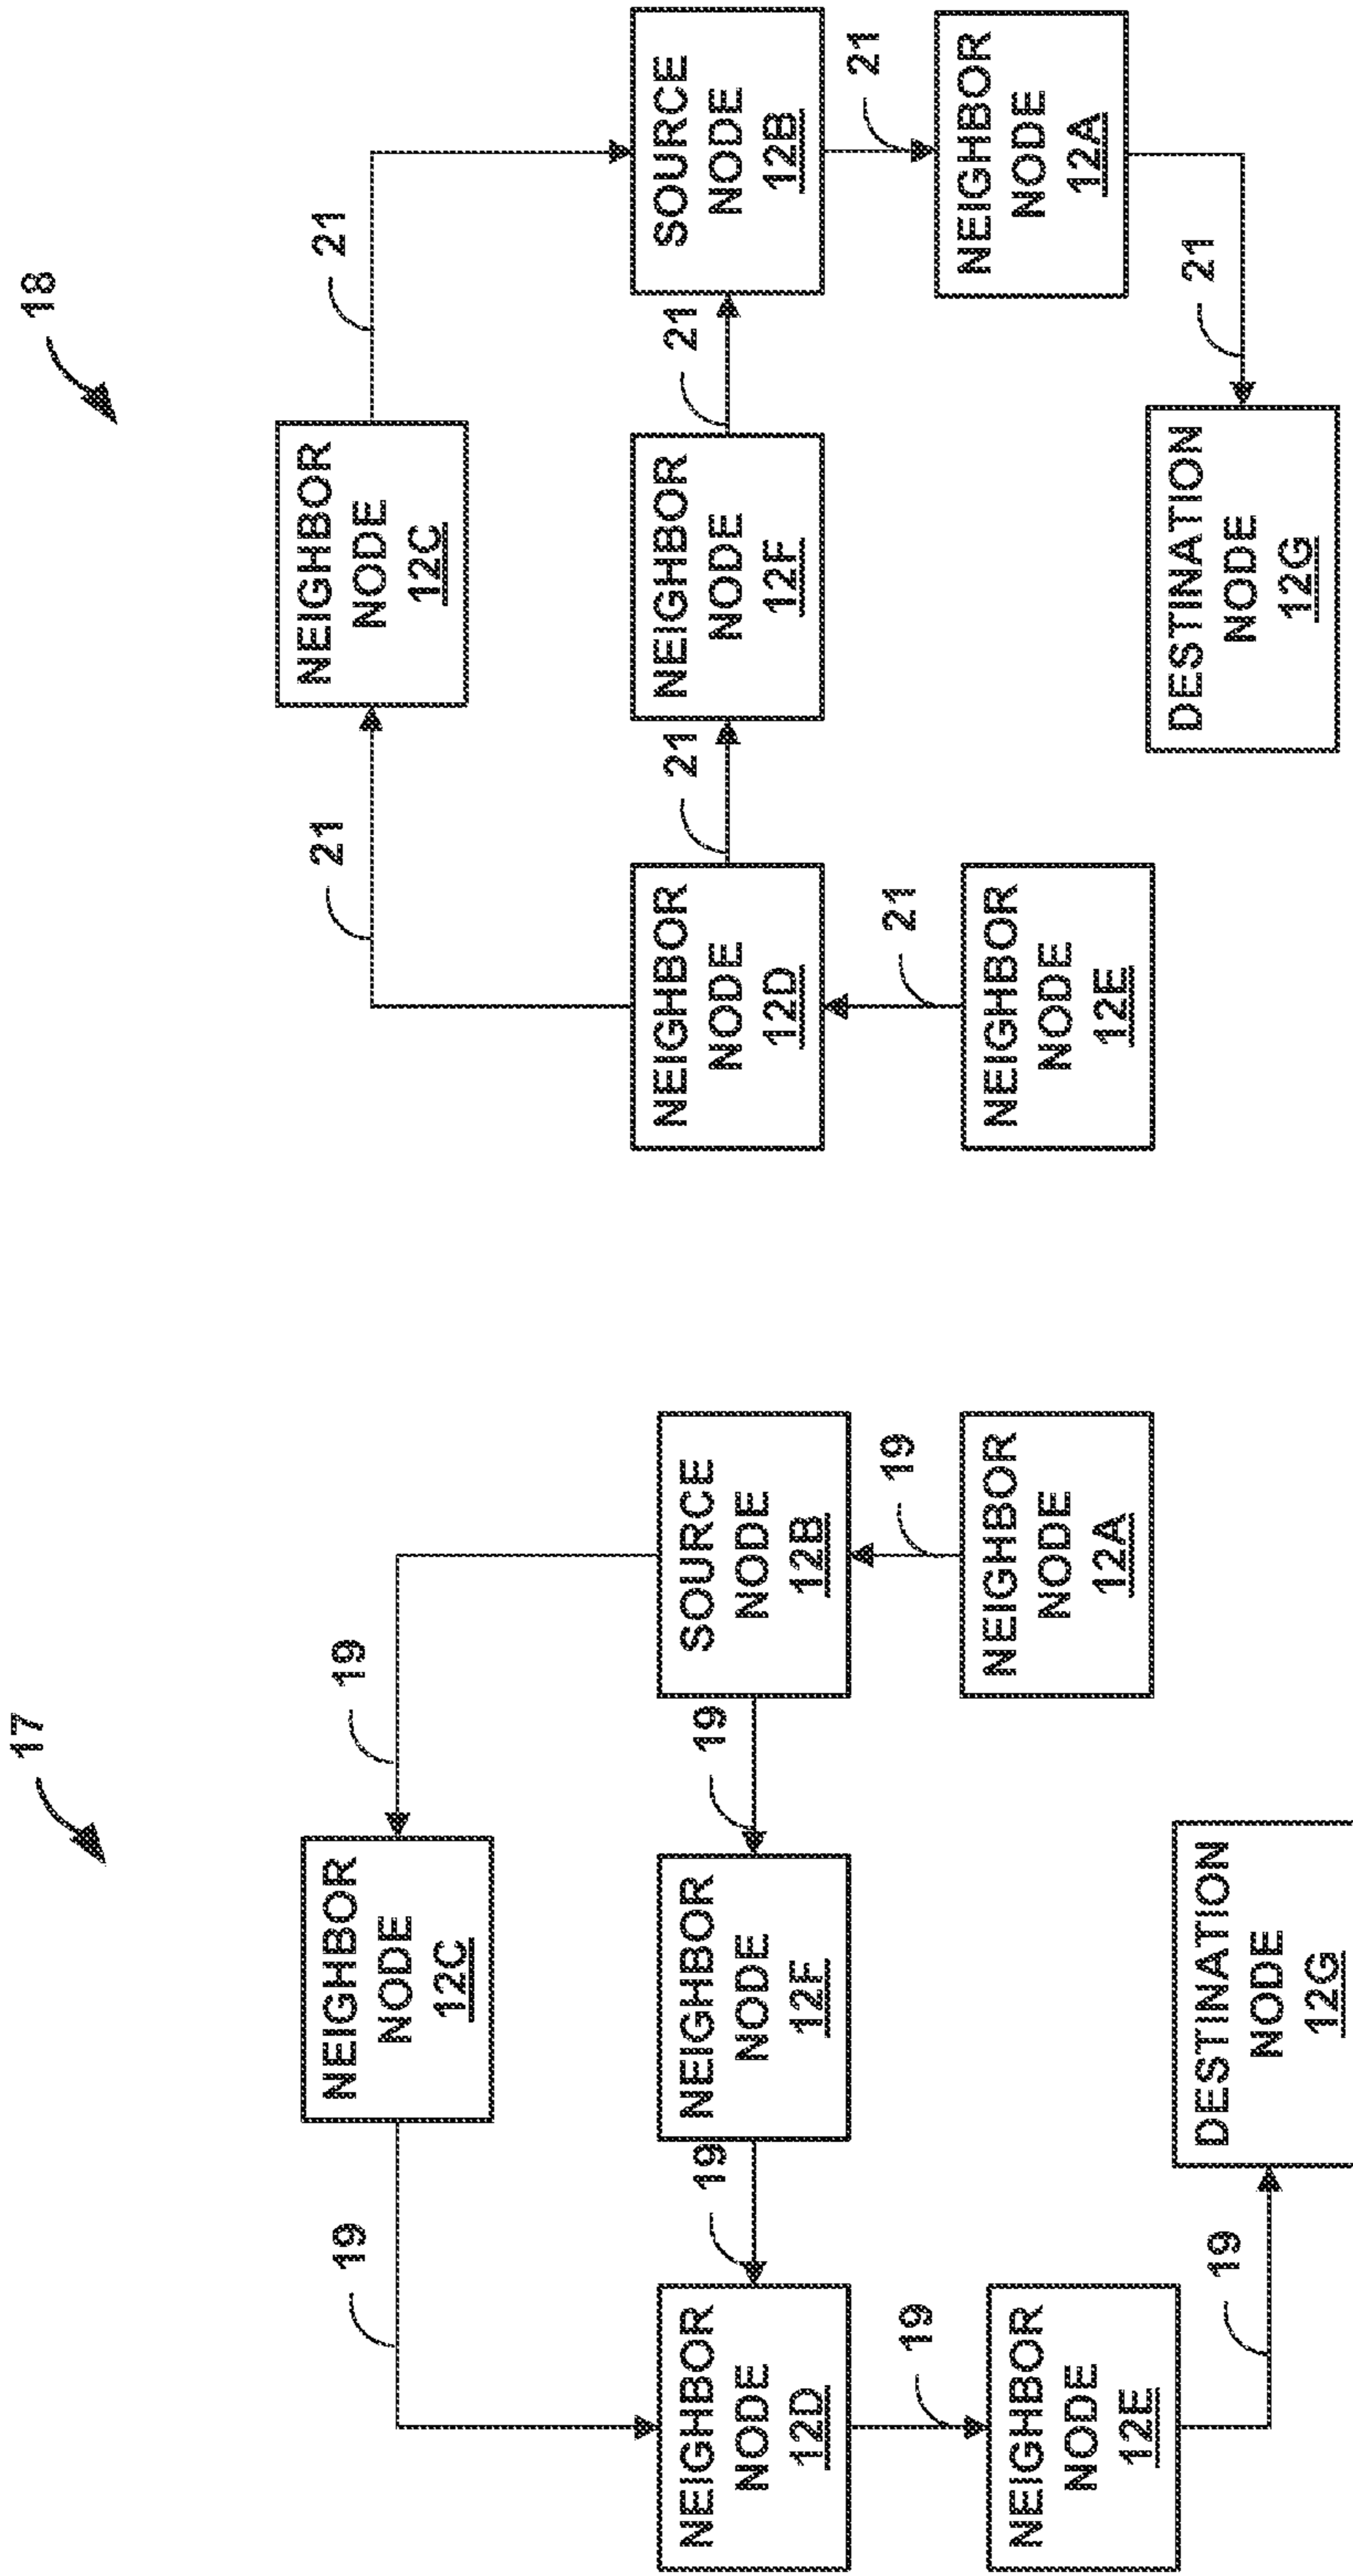 17
19
19
NEIGHBOR
NODE
12C
NEIGHBOR
NODE
12D
19
NEIGHBOR
NODE
12F
19
SOURCE
NODE
12B
19
19
NEIGHBOR
NODE
12E
NEIGHBOR
NODE
12A
19
DESTINATION
NODE
12G
18
21
21
NEIGHBOR
NODE
12C
NEIGHBOR
NODE
12D
21
NEIGHBOR
NODE
12F
21
SOURCE
NODE
12B
21
21
NEIGHBOR
NODE
12E
NEIGHBOR
NODE
12A
21
DESTINATION
NODE
12G